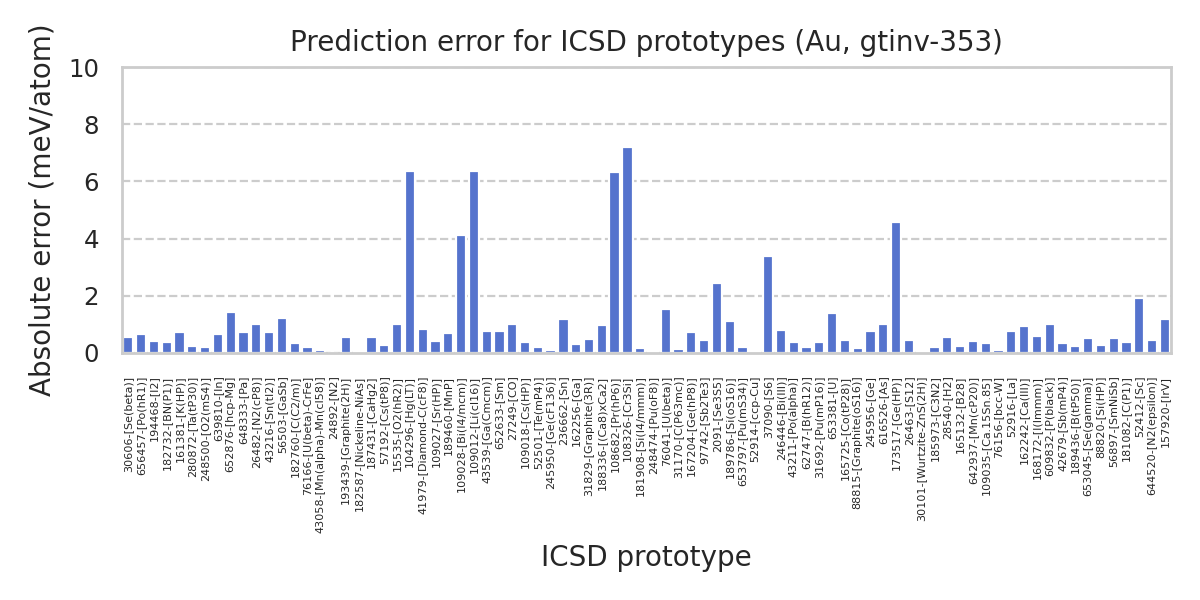 Prediction error for ICSD prototypes (Au, gtinv-353)
Absolute error (meV/atom)
10
8
6
4
2
0
30606-[Se(beta)]
656457-[Po(hR1)]
194468-[I2]
182732-[BN(P1)]
161381-[K(HP)]
280872-[Ta(tP30)]
248500-[O2(mS4)]
639810-[In]
652876-[hcp-Mg]
648333-[Pa]
26482-[N2(cP8)]
43216-[Sn(tI2)]
56503-[GaSb]
182760-[C(C2/m)]
76166-[U(beta)-CrFe]
43058-[Mn(alpha)-Mn(cI58)]
24892-[N2]
193439-[Graphite(2H)]
182587-[Nickeline-NiAs]
187431-[CaHg2]
57192-[Cs(tP8)]
15535-[O2(hR2)]
104296-[Hg(LT)]
41979-[Diamond-C(cF8)]
109027-[Sr(HP)]
189460-[MnP]
109028-[Bi(I4/mcm)]
109012-[Li(cI16)]
43539-[Ga(Cmcm)]
652633-[Sm]
27249-[CO]
109018-[Cs(HP)]
52501-[Te(mP4)]
245950-[Ge(cF136)]
236662-[Sn]
162256-[Ga]
31829-[Graphite(3R)]
188336-[(Ca8)xCa2]
108682-[Pr(hP6)]
108326-[Cr3Si]
181908-[Si(I4/mmm)]
248474-[Pu(oF8)]
76041-[U(beta)]
31170-[C(P63mc)]
167204-[Ge(hP8)]
97742-[Sb2Te3]
2091-[Se3S5]
189786-[Si(oS16)]
653797-[Pu(mS34)]
52914-[ccp-Cu]
37090-[S6]
246446-[Bi(III)]
43211-[Po(alpha)]
62747-[B(hR12)]
31692-[Pu(mP16)]
653381-[U]
165725-[Co(tP28)]
88815-[Graphite(oS16)]
245956-[Ge]
616526-[As]
173517-[Ge(HP)]
26463-[S12]
30101-[Wurtzite-ZnS(2H)]
185973-[C3N2]
28540-[H2]
165132-[B28]
642937-[Mn(cP20)]
109035-[Ca.15Sn.85]
76156-[bcc-W]
52916-[La]
162242-[Ca(III)]
168172-[I(Immm)]
609832-[P(black)]
42679-[Sb(mP4)]
189436-[B(tP50)]
653045-[Se(gamma)]
88820-[Si(HP)]
56897-[SmNiSb]
181082-[C(P1)]
52412-[Sc]
644520-[N2(epsilon)]
157920-[IrV]
ICSD prototype